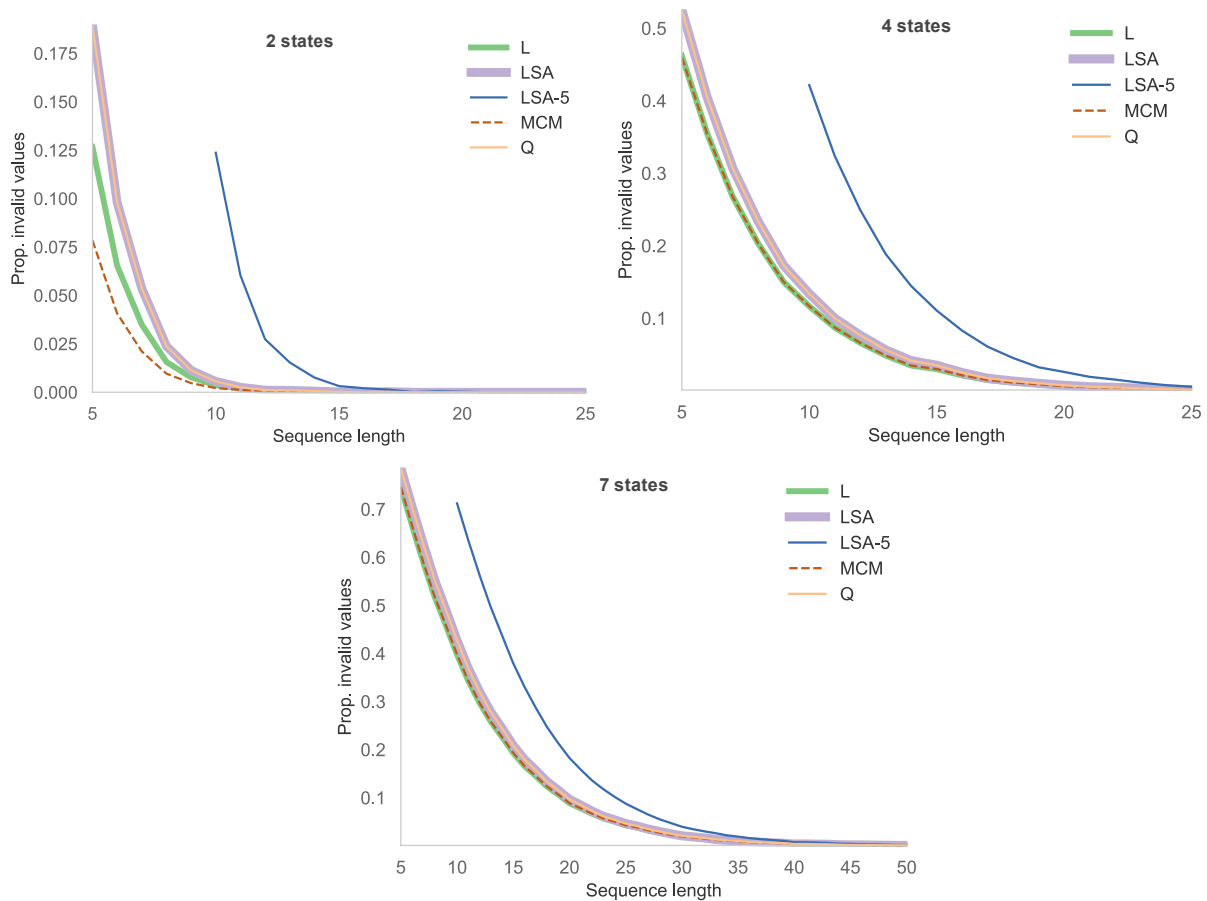 2 states
L
LSA
LSA-5
MCM
Q
Prop. invalid values
0.175
0.150
0.125
0.100
0.075
0.050
0.025
0.000
5
10
15
20
25
Sequence length
4 states
L
LSA
LSA-5
MCM
Q
Prop. invalid values
0.5
0.4
0.3
0.2
0.1
5
10
15
20
25
Sequence length
7 states
L
LSA
LSA-5
MCM
Q
Prop. invalid values
0.7
0.6
0.5
0.4
0.3
0.2
0.1
5
10
15
20
25
30
35
40
45
50
Sequence length